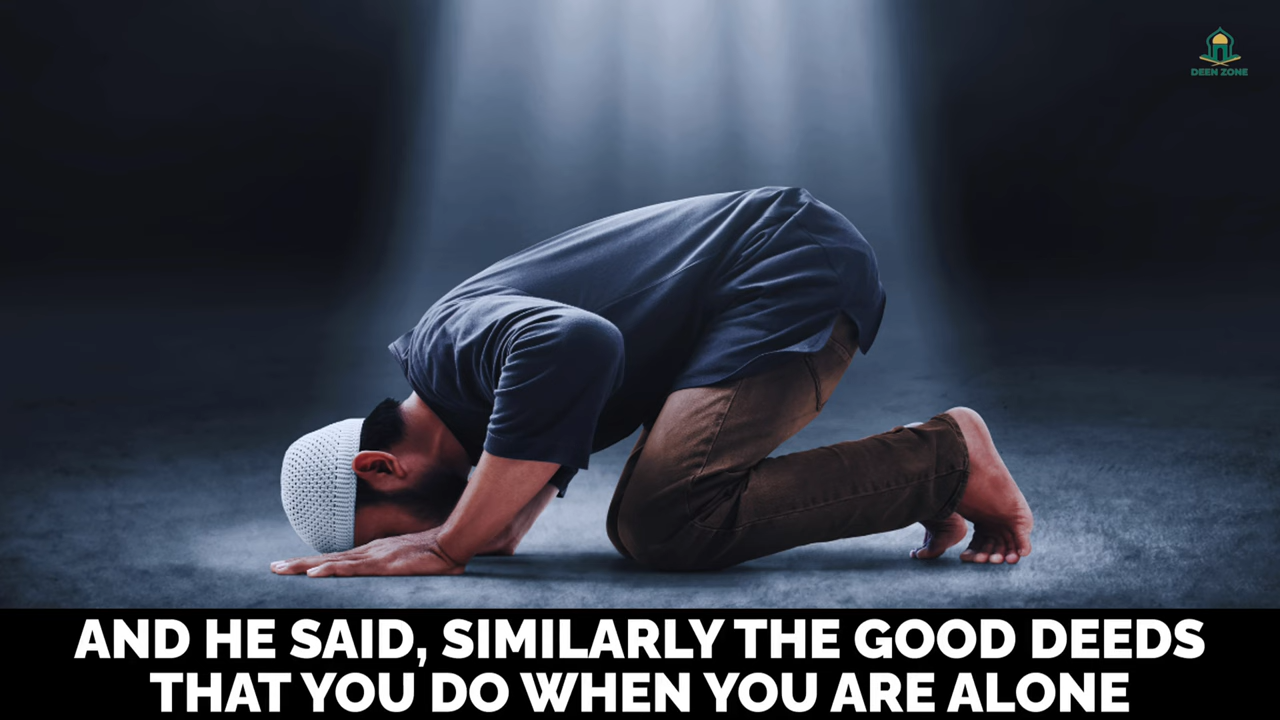 DEEN ZONE
AND HE SAID, SIMILARLY THE GOOD DEEDS
THAT YOU DO WHEN YOU ARE ALONE